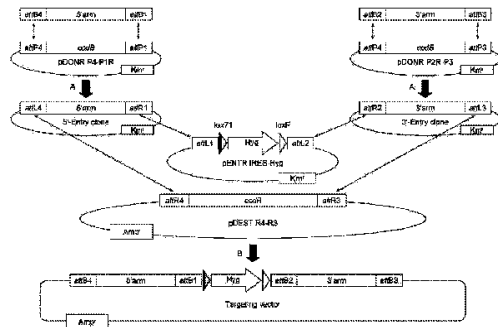 attB4 5'arm attB1
attB2 3'arm attB3
attP4 ccdB attP1
attP4 ccdB attP3
pDONR P4-P1R
pDONR P2R-P3
Kmr Kmr
A A
attL4 5'arm attR1
attR2 3'arm attL3
5'-Entry clone
3'-Entry clone
Kmr Kmr
lox71 loxP
attL1 Hyg attL2
pENTR IRES-Hyg
Kmr
attR4 ccdB attR3
pDEST R4-R3
Ampr
B
attB4 5'arm attB1 Hyg attB2 3'arm attB3
Targeting vector
Ampr